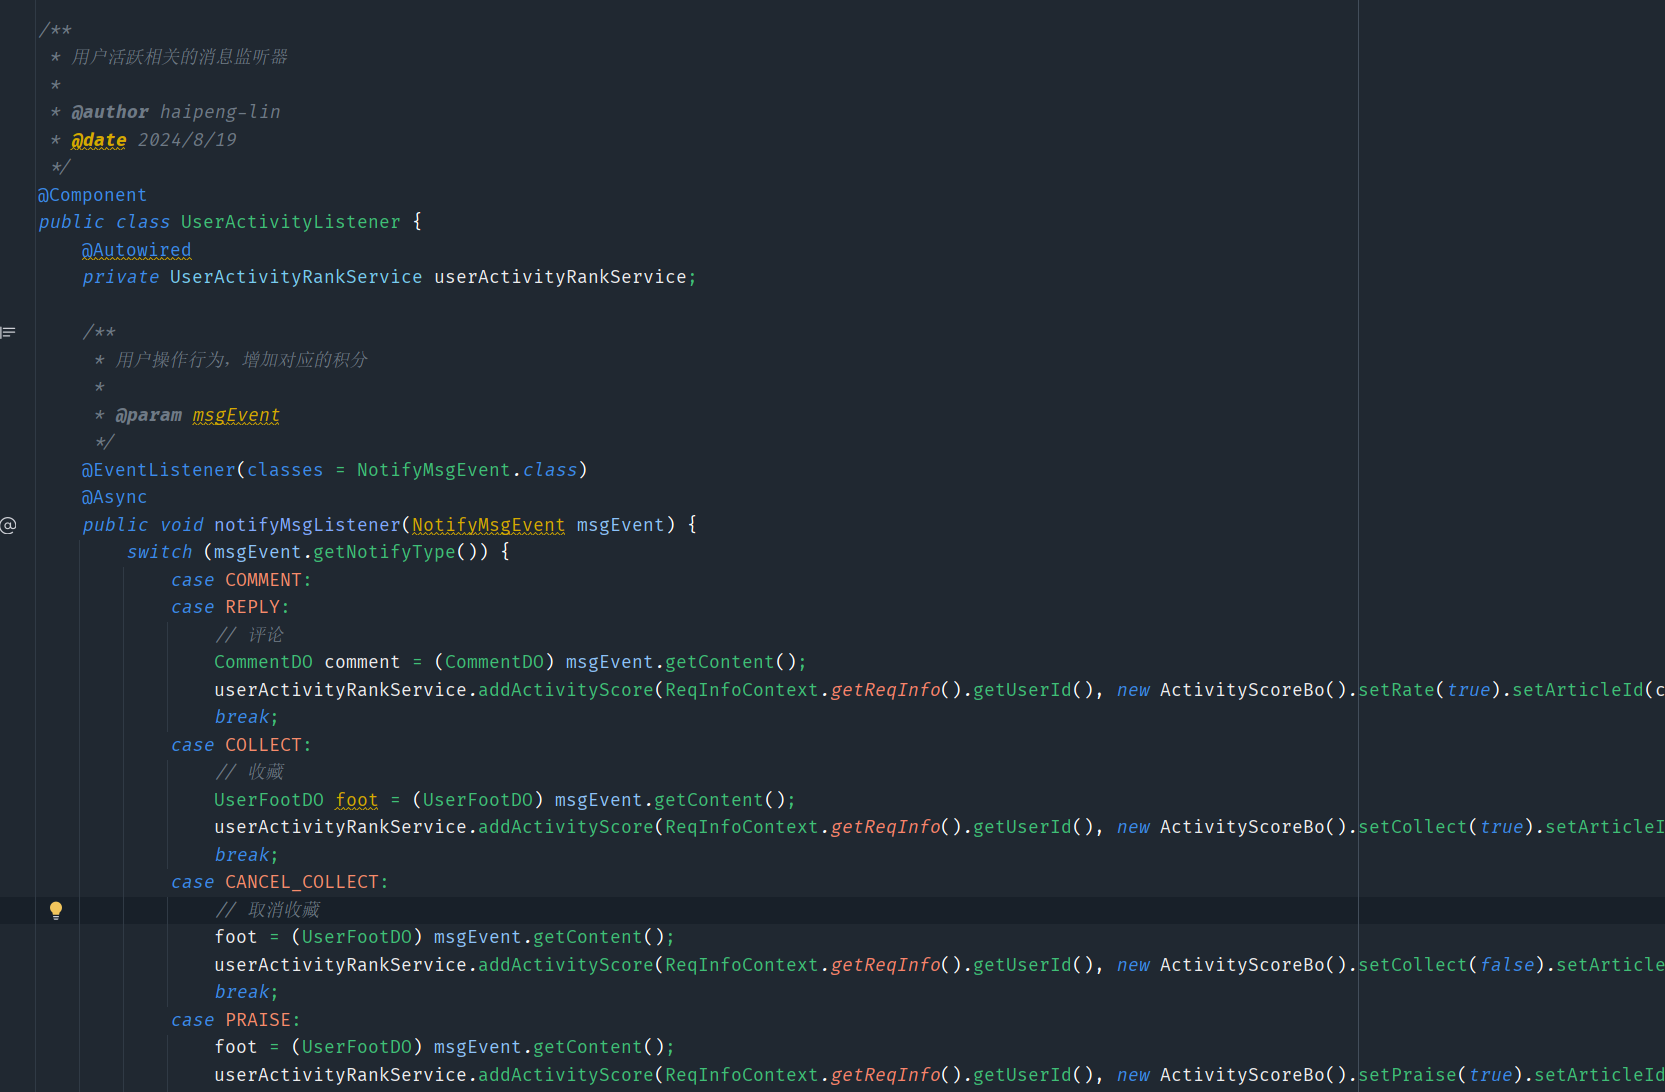 /**
 * 用户活跃相关的消息监听器
 *
 * @author haipeng-lin
 * @date 2024/8/19
 */
@Component
public class UserActivityListener {
    @Autowired
    private UserActivityRankService userActivityRankService;

    /**
     * 用户操作行为，增加对应的积分
     *
     * @param msgEvent
     */
    @EventListener(classes = NotifyMsgEvent.class)
    @Async
    public void notifyMsgListener(NotifyMsgEvent msgEvent) {
        switch (msgEvent.getNotifyType()) {
            case COMMENT:
            case REPLY:
                // 评论
                CommentDO comment = (CommentDO) msgEvent.getContent();
                userActivityRankService.addActivityScore(ReqInfoContext.getReqInfo().getUserId(), new ActivityScoreBo().setRate(true).setArticleId(c
                break;
            case COLLECT:
                // 收藏
                UserFootDO foot = (UserFootDO) msgEvent.getContent();
                userActivityRankService.addActivityScore(ReqInfoContext.getReqInfo().getUserId(), new ActivityScoreBo().setCollect(true).setArticleI
                break;
            case CANCEL_COLLECT:
                // 取消收藏
                foot = (UserFootDO) msgEvent.getContent();
                userActivityRankService.addActivityScore(ReqInfoContext.getReqInfo().getUserId(), new ActivityScoreBo().setCollect(false).setArticle
                break;
            case PRAISE:
                foot = (UserFootDO) msgEvent.getContent();
                userActivityRankService.addActivityScore(ReqInfoContext.getReqInfo().getUserId(), new ActivityScoreBo().setPraise(true).setArticleId